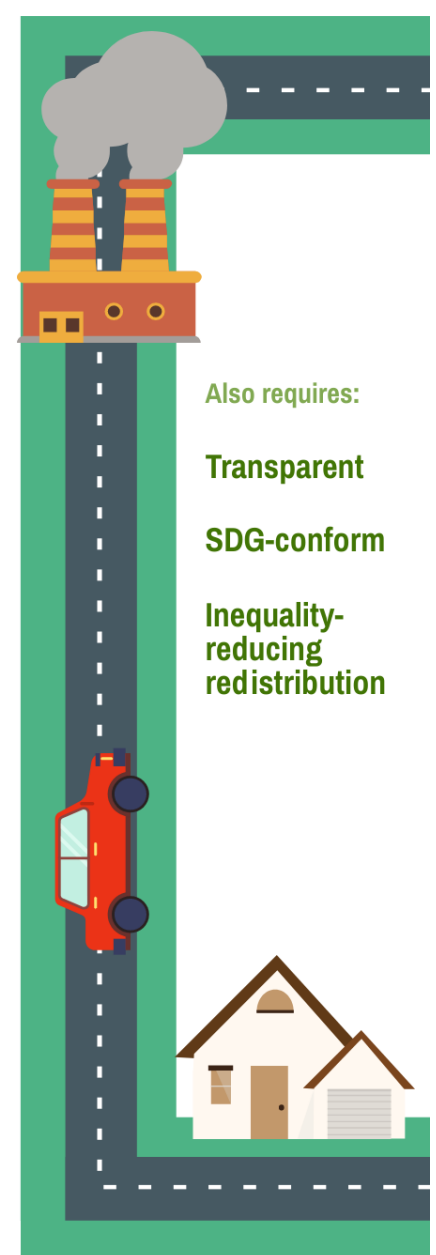 Also requires:
Transparent
SDG-conform
Inequality-
reducing
redistribution